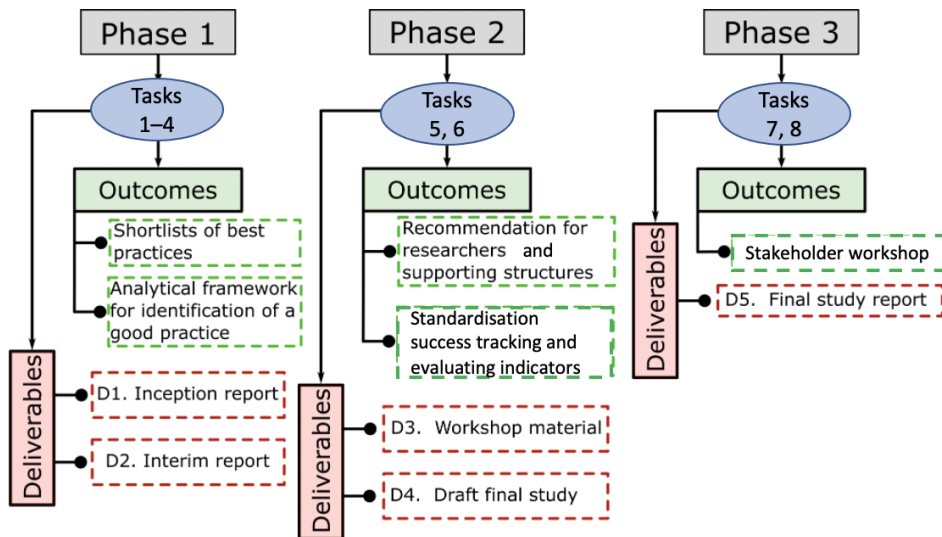 Phase 1
Tasks
1–4
Outcomes
Shortlists of best
practices
Analytical framework
for identification of a
good practice
Deliverables
D1. Inception report
D2. Interim report
Phase 2
Tasks
5, 6
Outcomes
Recommendation for
researchers and
supporting structures
Standardisation
success tracking and
evaluating indicators
Deliverables
D3. Workshop material
D4. Draft final study
Phase 3
Tasks
7, 8
Outcomes
Stakeholder workshop
Deliverables
D5. Final study report